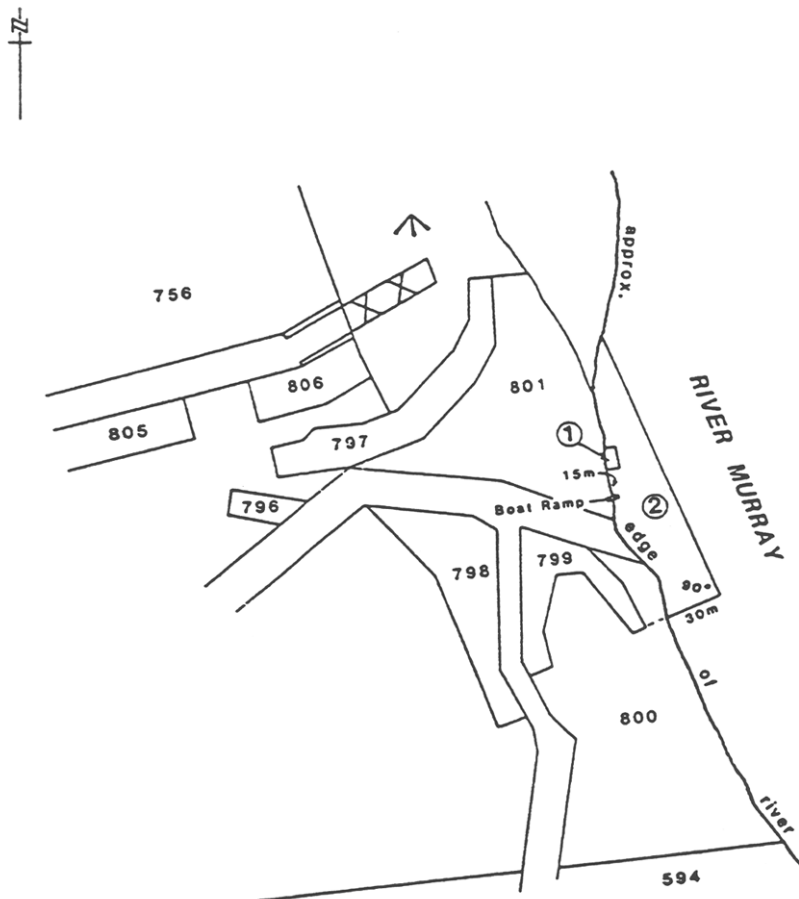 N
approx.
756
806
801
805
797
RIVER MURRAY
1
15m
796
Boat Ramp
2
edge
799
798
90°
30m
of
800
river
594